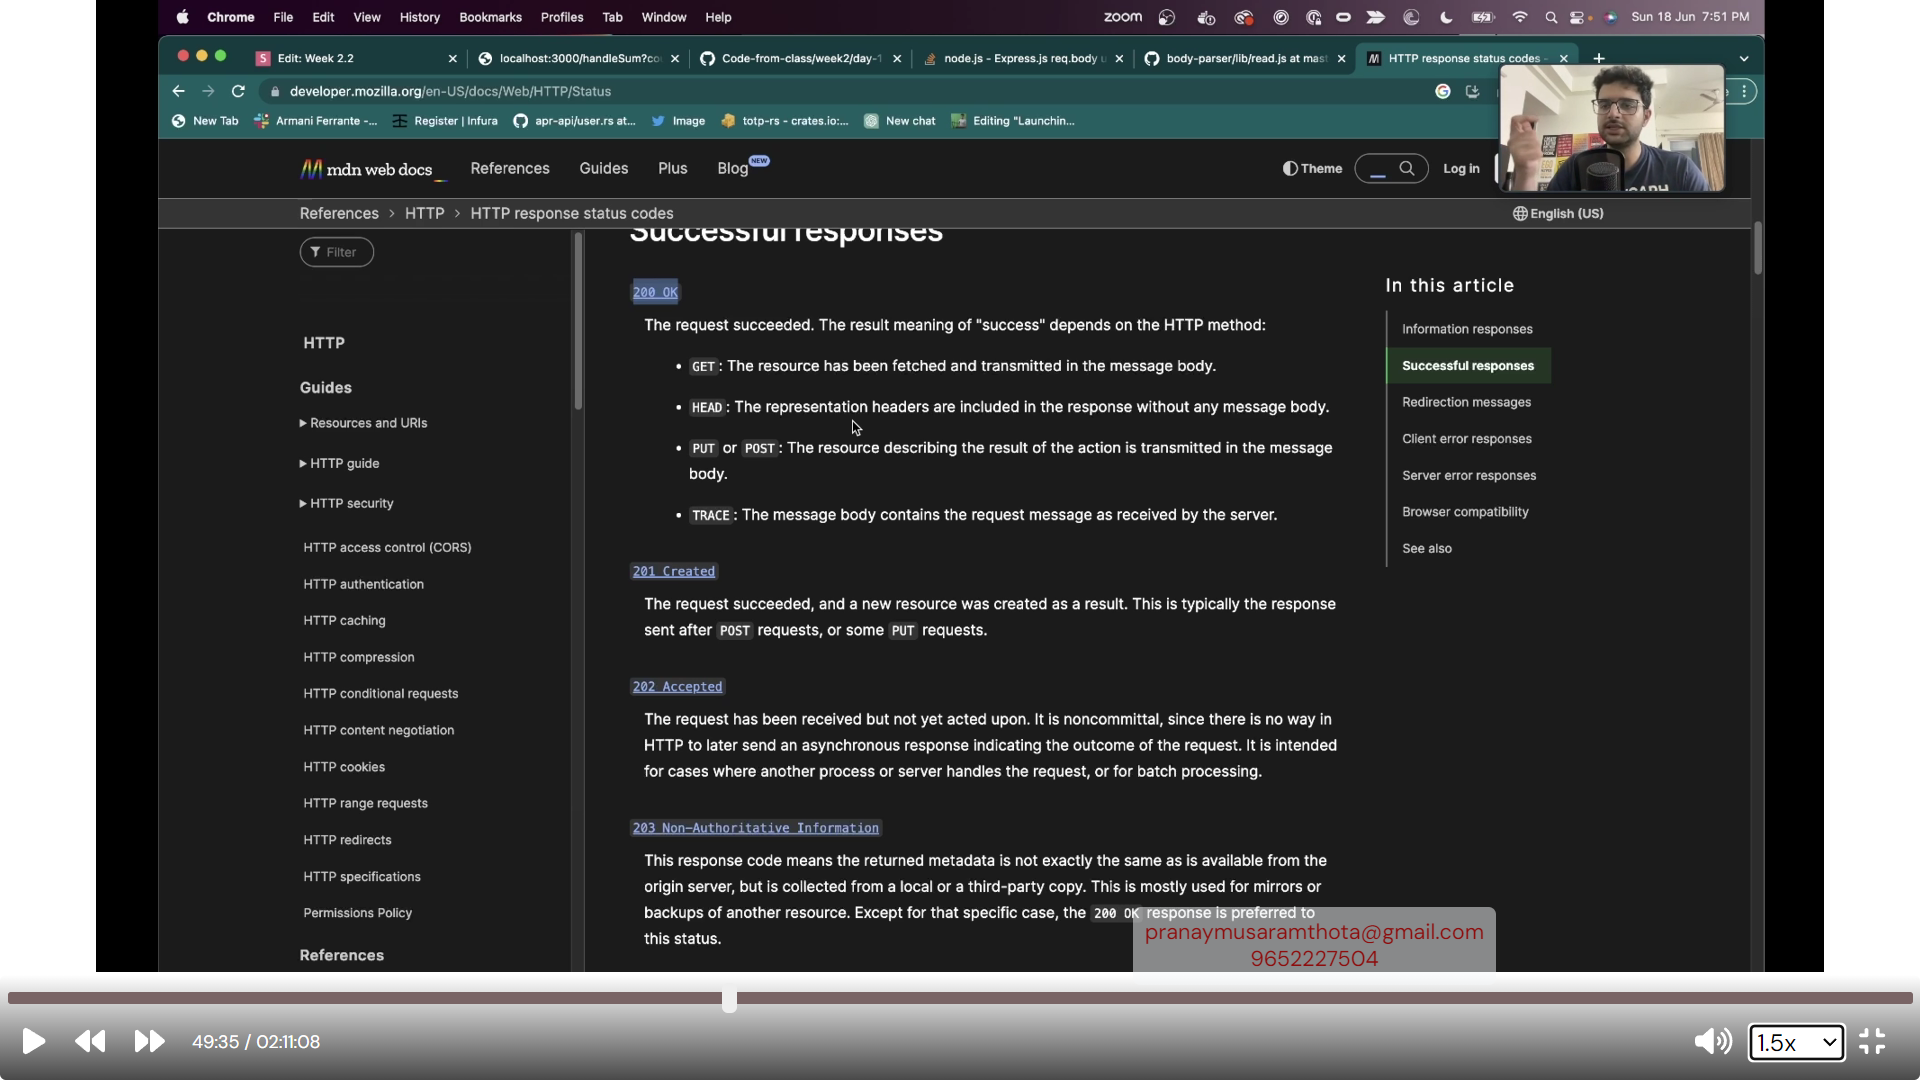 Chrome File Edit View History Bookmarks Profiles Tab Window Help
zoom
Sun 18 Jun 7:51 PM
Edit: Week 2.2
localhost:3000/handleSum?co
Code-from-class/week2/day-1
node.js - Express.js req.body u
body-parser/lib/read.js at mast
HTTP response status codes -
developer.mozilla.org/en-US/docs/Web/HTTP/Status
New Tab
Armani Ferrante -...
Register | Infura
apr-api/user.rs at...
Image
totp-rs - crates.io:...
New chat
Editing "Launchin...
mdn web docs
References
Guides
Plus
Blog NEW
Theme
Log in
References > HTTP > HTTP response status codes
English (US)
Filter
HTTP
Guides
Resources and URIs
HTTP guide
HTTP security
HTTP access control (CORS)
HTTP authentication
HTTP caching
HTTP compression
HTTP conditional requests
HTTP content negotiation
HTTP cookies
HTTP range requests
HTTP redirects
HTTP specifications
Permissions Policy
References
Successful responses
200 OK
The request succeeded. The result meaning of "success" depends on the HTTP method:
• GET: The resource has been fetched and transmitted in the message body.
• HEAD: The representation headers are included in the response without any message body.
• PUT or POST: The resource describing the result of the action is transmitted in the message
body.
• TRACE: The message body contains the request message as received by the server.
201 Created
The request succeeded, and a new resource was created as a result. This is typically the response
sent after POST requests, or some PUT requests.
202 Accepted
The request has been received but not yet acted upon. It is noncommittal, since there is no way in
HTTP to later send an asynchronous response indicating the outcome of the request. It is intended
for cases where another process or server handles the request, or for batch processing.
203 Non-Authoritative Information
This response code means the returned metadata is not exactly the same as is available from the
origin server, but is collected from a local or a third-party copy. This is mostly used for mirrors or
backups of another resource. Except for that specific case, the 200 OK response is preferred to
this status.
In this article
Information responses
Successful responses
Redirection messages
Client error responses
Server error responses
Browser compatibility
See also
pranaymusaramthota@gmail.com
9652227504
49:35 / 02:11:08
1.5x